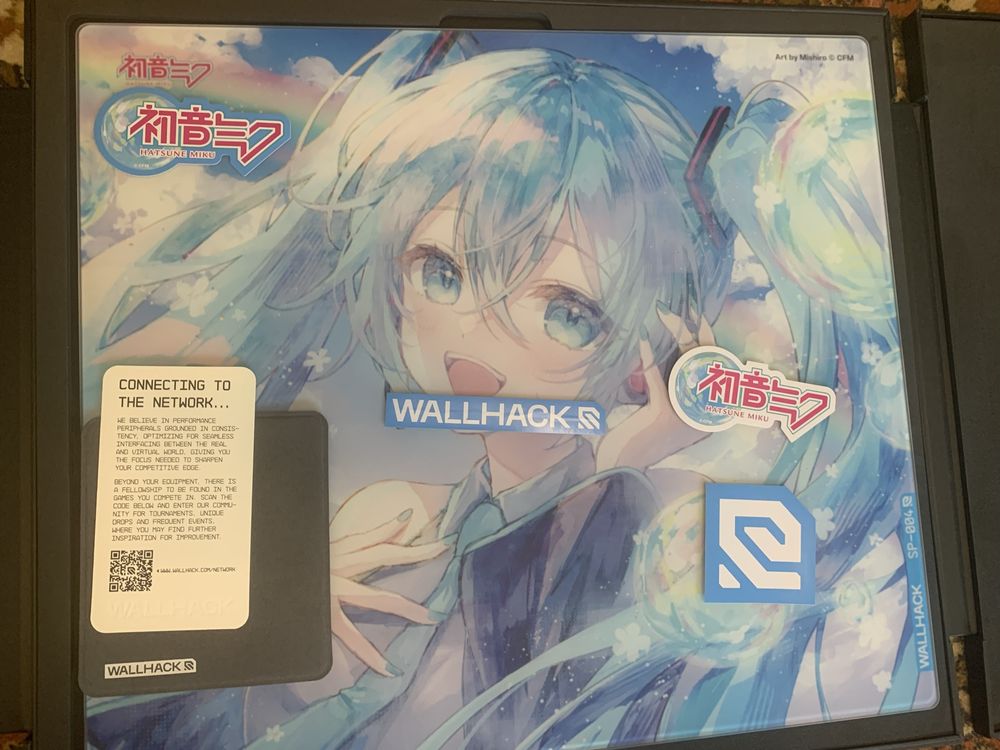 Art by Mishiro © CFM
初音ミク
HATSUNE MIKU
初音ミク
HATSUNE MIKU
©CFM
CONNECTING TO
THE NETWORK...
WE BELIEVE IN PERFORMANCE
PERIPHERALS GROUNDED IN CONSIS-
TENCY, OPTIMIZING FOR SEAMLESS
INTERFACING BETWEEN THE REAL
AND VIRTUAL WORLD, GIVING YOU
THE FOCUS NEEDED TO SHARPEN
YOUR COMPETITIVE EDGE.
BEYOND YOUR EQUIPMENT, THERE IS
A FELLOWSHIP TO BE FOUND IN THE
GAMES YOU COMPETE IN. SCAN THE
CODE BELOW AND ENTER OUR COMMU-
NITY FOR TOURNAMENTS, UNIQUE
DROPS AND FREQUENT EVENTS,
WHERE YOU MAY FIND FURTHER
INSPIRATION FOR IMPROVEMENT.
WWW.WALLHACK.COM/NETWORK
WALLHACK
WALLHACK
WALLHACK
初音ミク
HATSUNE MIKU
©CFM
WALLHACK SP-004